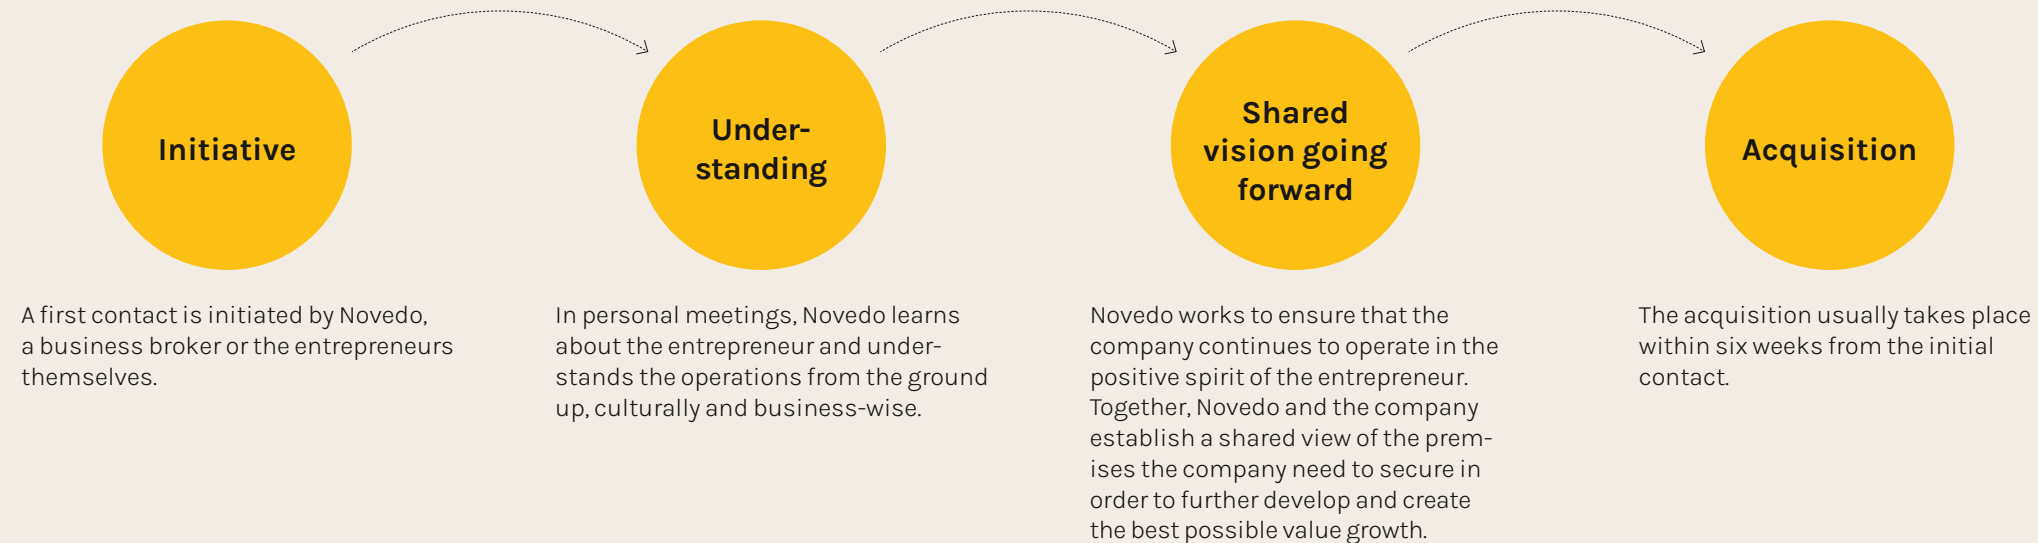 Initiative
Under-
standing
Shared
vision going
forward
Acquisition
A first contact is initiated by Novedo,
a business broker or the entrepreneurs
themselves.
In personal meetings, Novedo learns
about the entrepreneur and under-
stands the operations from the ground
up, culturally and business-wise.
Novedo works to ensure that the
company continues to operate in the
positive spirit of the entrepreneur.
Together, Novedo and the company
establish a shared view of the prem-
ises the company need to secure in
order to further develop and create
the best possible value growth.
The acquisition usually takes place
within six weeks from the initial
contact.